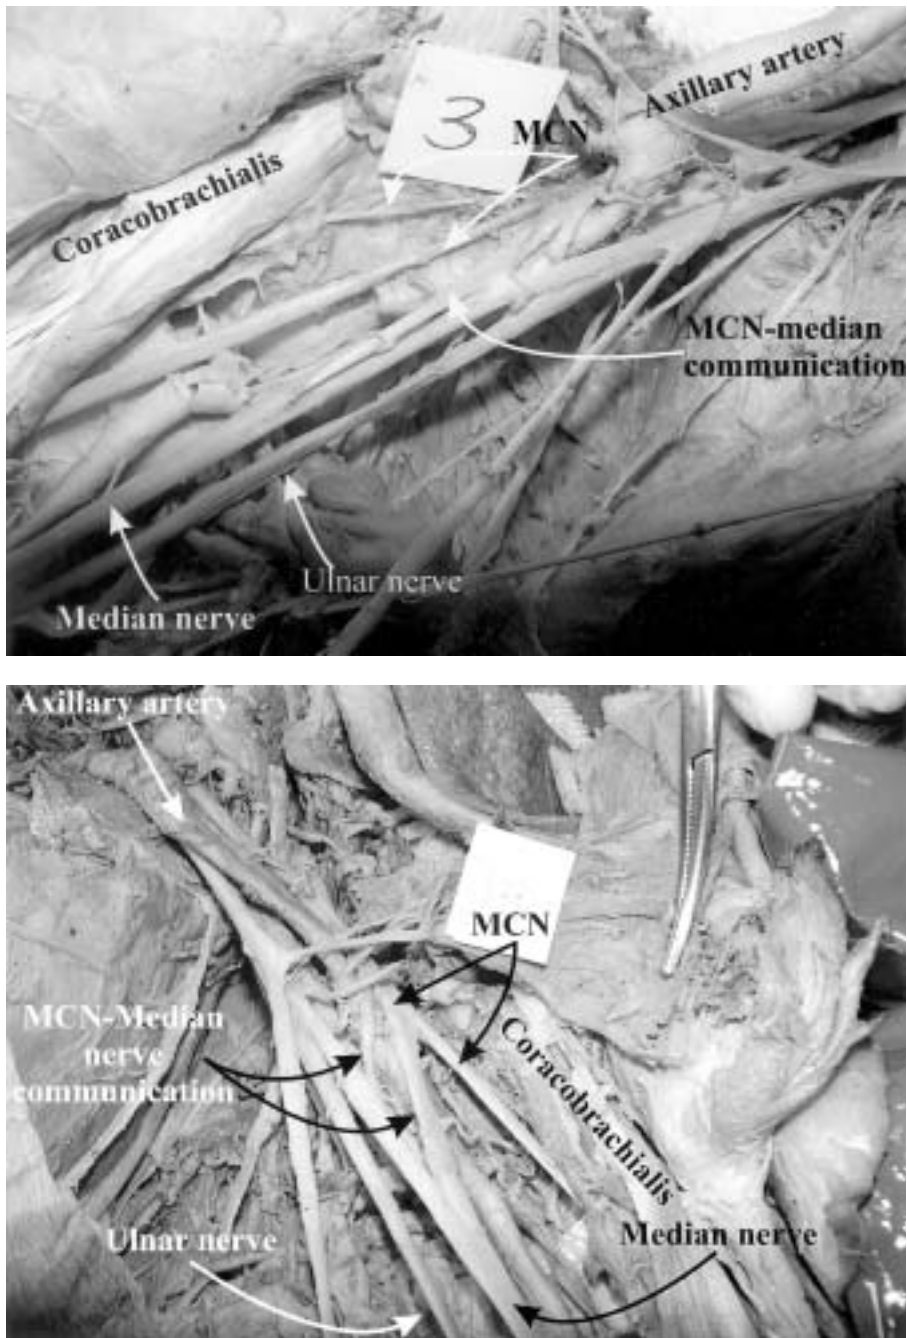 Axillary artery
3
MCN
Coracobrachialis
MCN-median
communication
Ulnar nerve
Median nerve
Axillary artery
MCN
MCN-Median
nerve
communication
Coracobrachialis
Ulnar nerve
Median nerve